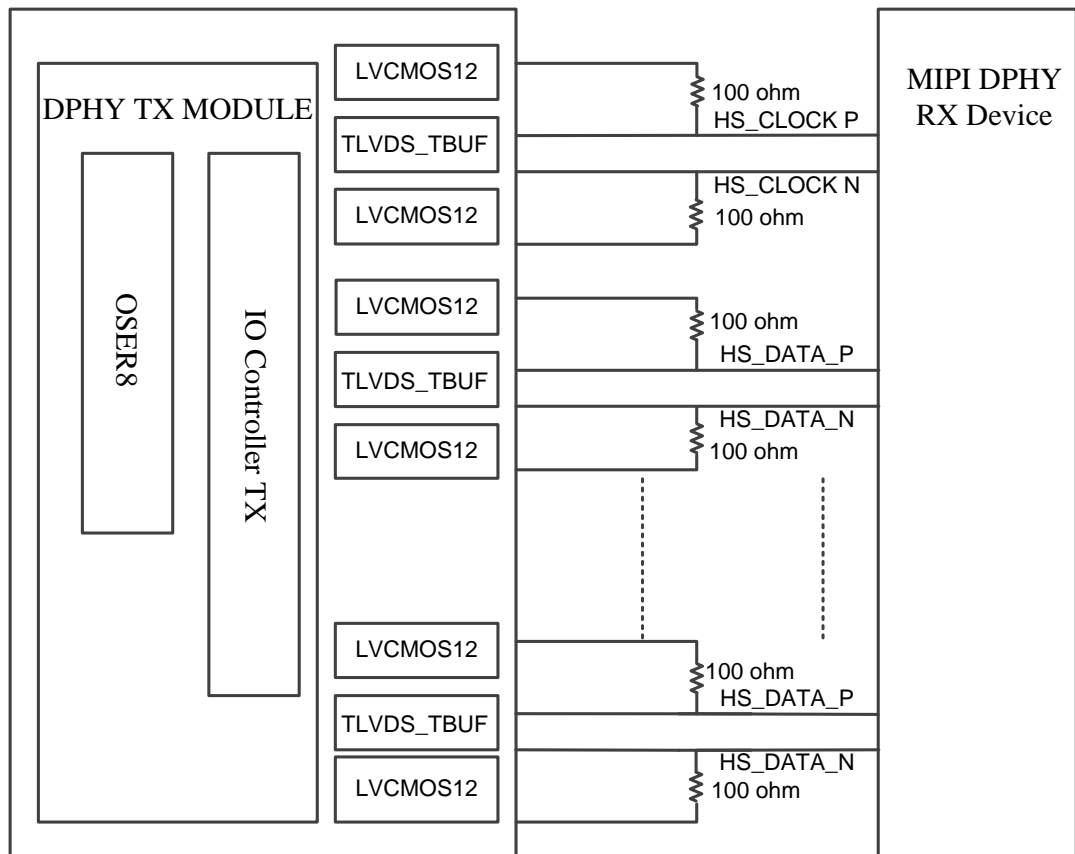 DPHY TX MODULE
OSER8
IO Controller TX
LVCMOS12
TLVDS_TBUF
LVCMOS12
LVCMOS12
TLVDS_TBUF
LVCMOS12
LVCMOS12
TLVDS_TBUF
LVCMOS12
100 ohm
HS_CLOCK P
HS_CLOCK N
100 ohm
100 ohm
HS_DATA_P
HS_DATA_N
100 ohm
100 ohm
HS_DATA_P
HS_DATA_N
100 ohm
MIPI DPHY
RX Device